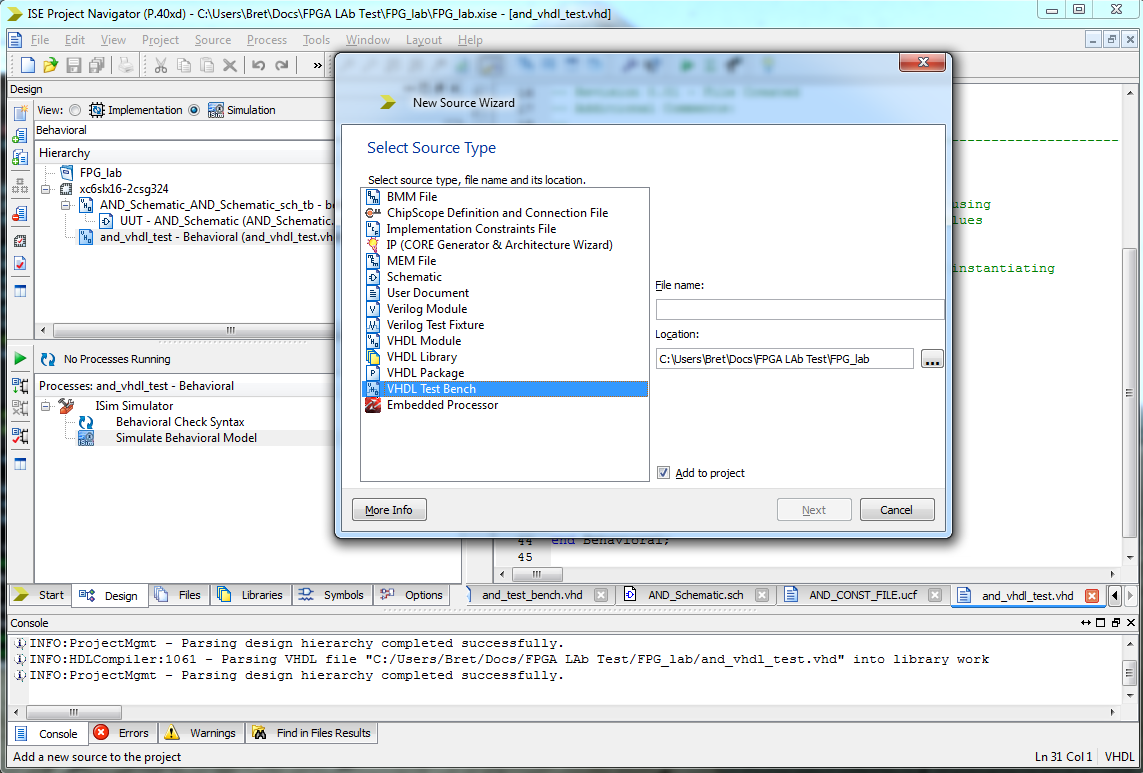 ISE Project Navigator (P.40xd) - C:\Users\Bret\Docs\FPGA LAb Test\FPG_lab\FPG_lab.xise - [and_vhdl_test.vhd]
File Edit View Project Source Process Tools Window Layout Help
»
Design
View: Implementation Simulation
Behavioral
Hierarchy
FPG_lab
xc6slx16-2csg324
AND_Schematic_AND_Schematic_sch_tb - be
UUT - AND_Schematic (AND_Schematic.
and_vhdl_test - Behavioral (and_vhdl_test.vh
No Processes Running
Processes: and_vhdl_test - Behavioral
ISim Simulator
Behavioral Check Syntax
Simulate Behavioral Model
16 -- Revision 0.01 - File Created
17 -- Additional Comments:
New Source Wizard
Select Source Type
Select source type, file name and its location.
BMM File
ChipScope Definition and Connection File
Implementation Constraints File
IP (CORE Generator & Architecture Wizard)
MEM File
Schematic
User Document
Verilog Module
Verilog Test Fixture
VHDL Module
VHDL Library
VHDL Package
VHDL Test Bench
Embedded Processor
File name:
Location:
C:\Users\Bret\Docs\FPGA LAb Test\FPG_lab
...
Add to project
More Info
Next
Cancel
using
lues
instantiating
44 end Behavioral;
45
Start Design Files Libraries Symbols Options
and_test_bench.vhd AND_Schematic.sch AND_CONST_FILE.ucf and_vhdl_test.vhd
Console
INFO:ProjectMgmt - Parsing design hierarchy completed successfully.
INFO:HDLCompiler:1061 - Parsing VHDL file "C:/Users/Bret/Docs/FPGA LAb Test/FPG_lab/and_vhdl_test.vhd" into library work
INFO:ProjectMgmt - Parsing design hierarchy completed successfully.
Console Errors Warnings Find in Files Results
Add a new source to the project
Ln 31 Col 1 VHDL